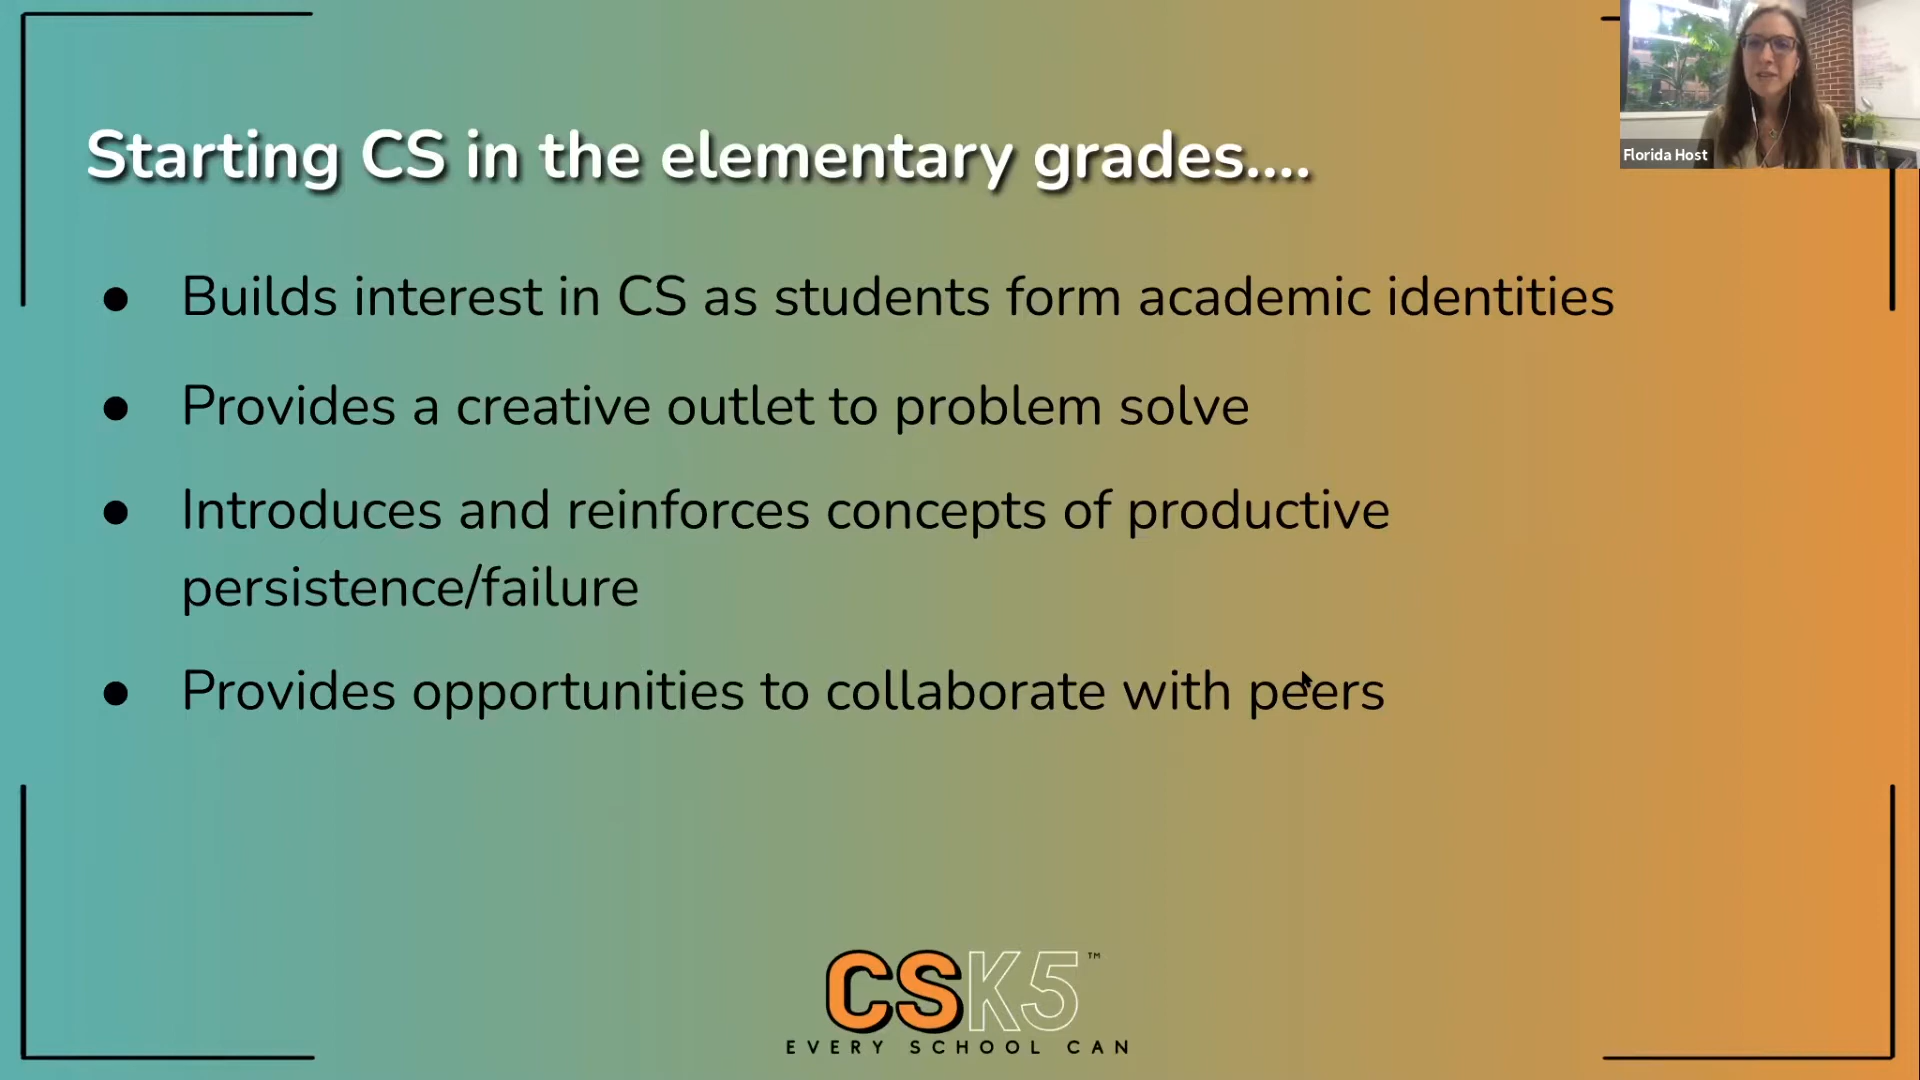 Starting CS in the elementary grades....
Florida Host
● Builds interest in CS as students form academic identities
● Provides a creative outlet to problem solve
● Introduces and reinforces concepts of productive
persistence/failure
● Provides opportunities to collaborate with peers
CSK5™
EVERY SCHOOL CAN